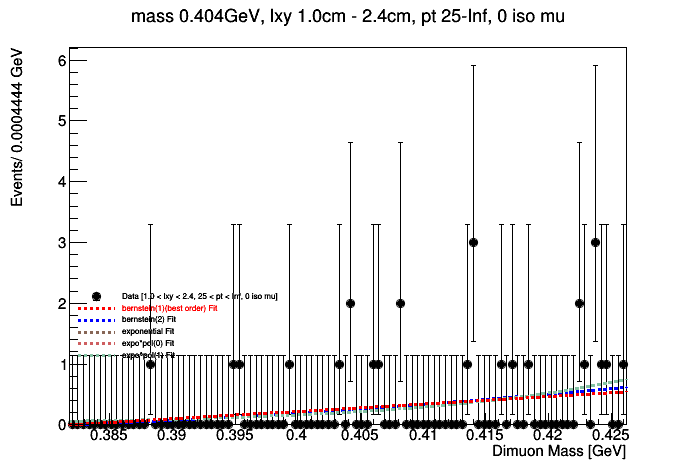 mass 0.404GeV, lxy 1.0cm - 2.4cm, pt 25-Inf, 0 iso mu
Events/ 0.0004444 GeV
6
5
4
3
2
1
0
Data [1.0 < lxy < 2.4, 25 < pt < Inf, 0 iso mu]
bernstein(1)(best order) Fit
bernstein(2) Fit
exponential Fit
expo*pol(0) Fit
expo*pol(1) Fit
0.385 0.39 0.395 0.4 0.405 0.41 0.415 0.42 0.425
Dimuon Mass [GeV]